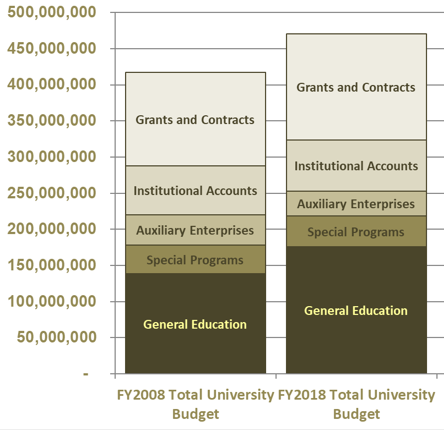 500,000,000
450,000,000
400,000,000
350,000,000
300,000,000
250,000,000
200,000,000
150,000,000
100,000,000
50,000,000
-
Grants and Contracts
Institutional Accounts
Auxiliary Enterprises
Special Programs
General Education
Grants and Contracts
Institutional Accounts
Auxiliary Enterprises
Special Programs
General Education
FY2008 Total University
Budget
FY2018 Total University
Budget